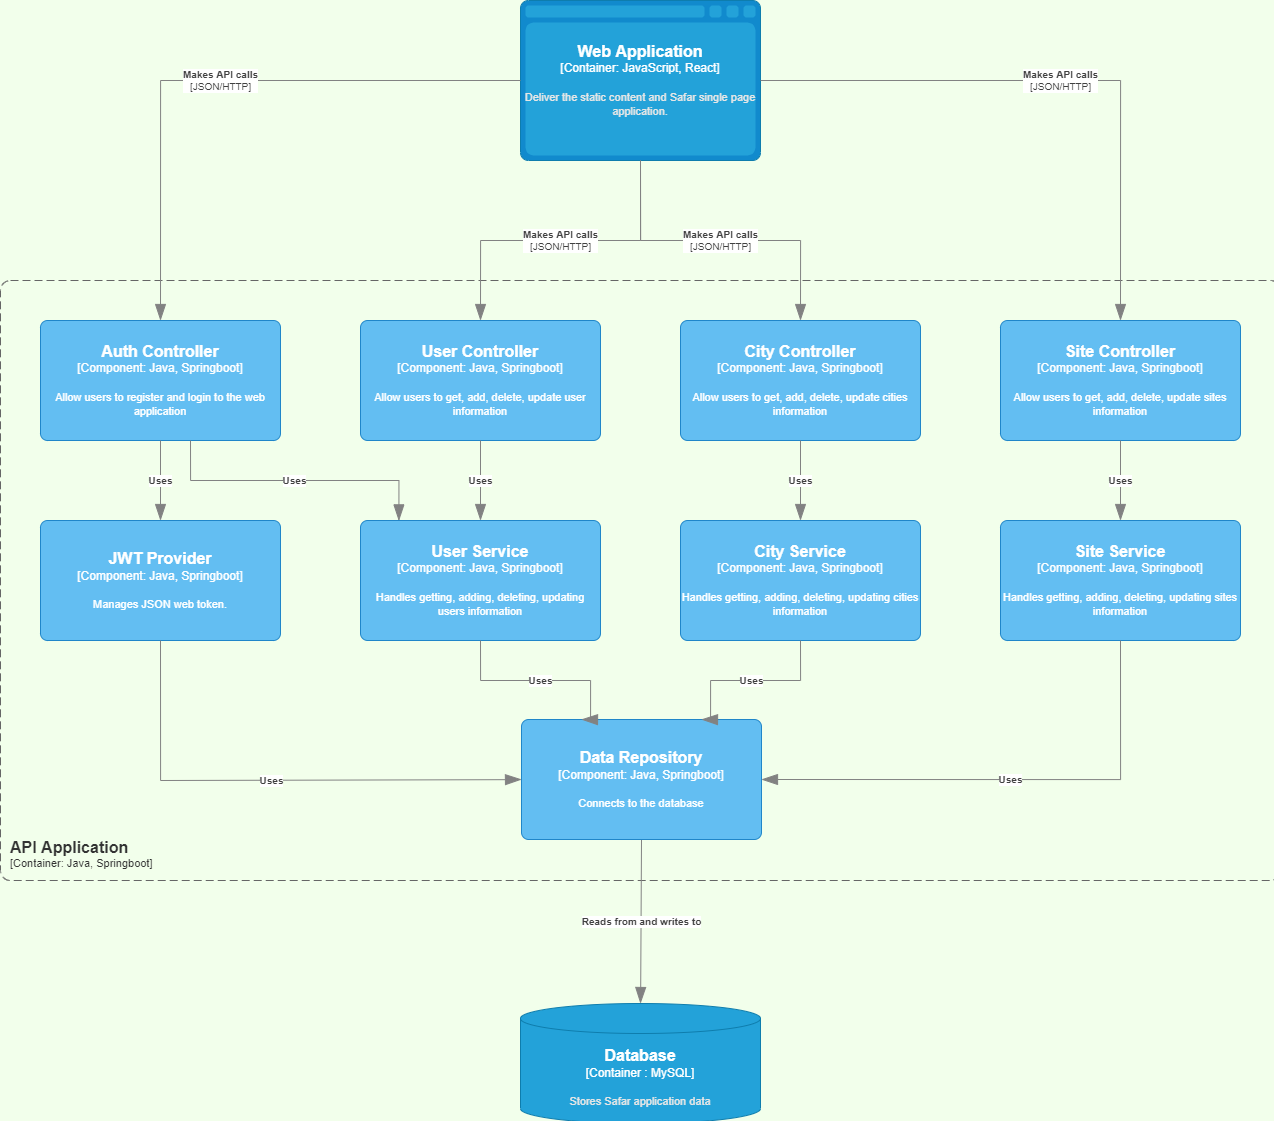 Web Application
[Container: JavaScript, React]
Deliver the static content and Safar single page
application.
Makes API calls
[JSON/HTTP]
Makes API calls
[JSON/HTTP]
Makes API calls
[JSON/HTTP]
Makes API calls
[JSON/HTTP]
Auth Controller
[Component: Java, Springboot]
Allow users to register and login to the web
application
User Controller
[Component: Java, Springboot]
Allow users to get, add, delete, update user
information
City Controller
[Component: Java, Springboot]
Allow users to get, add, delete, update cities
information
Site Controller
[Component: Java, Springboot]
Allow users to get, add, delete, update sites
information
Uses
Uses
Uses
Uses
Uses
JWT Provider
[Component: Java, Springboot]
Manages JSON web token.
User Service
[Component: Java, Springboot]
Handles getting, adding, deleting, updating
users information
City Service
[Component: Java, Springboot]
Handles getting, adding, deleting, updating cities
information
Site Service
[Component: Java, Springboot]
Handles getting, adding, deleting, updating sites
information
Uses
Uses
Uses
Uses
Data Repository
[Component: Java, Springboot]
Connects to the database
API Application
[Container: Java, Springboot]
Reads from and writes to
Database
[Container : MySQL]
Stores Safar application data